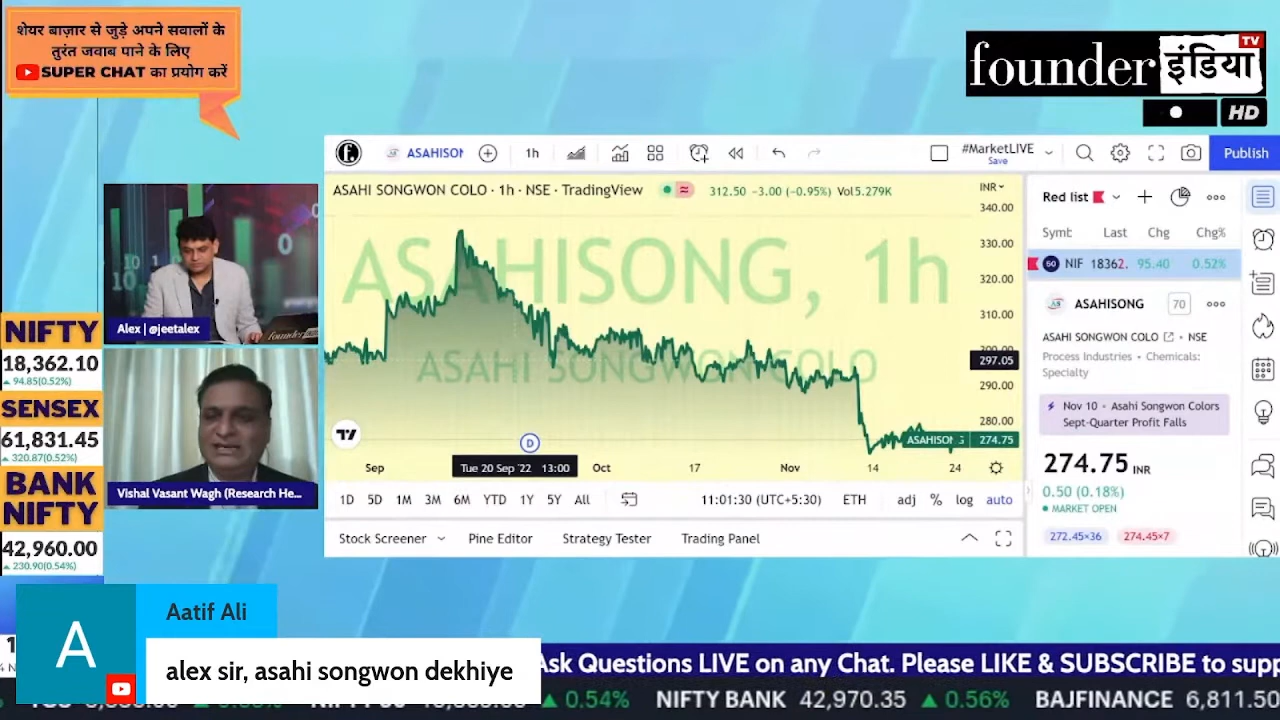 शेयर बाज़ार से जुड़े अपने सवालों के
तुरंत जवाब पाने के लिए
SUPER CHAT का प्रयोग करें
founder इंडिया TV
HD
ASAHISON
1h
#MarketLIVE
Save
Publish
ASAHI SONGWON COLO · 1h · NSE · TradingView
312.50 −3.00 (−0.95%) Vol5.279K
INR
340.00
330.00
320.00
310.00
300.00
297.05
290.00
280.00
ASAHISONG, 1h
ASAHI SONGWON COLO
ASAHISON G 274.75
D
Sep
Tue 20 Sep '22 13:00
Oct
17
Nov
14
24
1D 5D 1M 3M 6M YTD 1Y 5Y All
11:01:30 (UTC+5:30)
ETH
adj % log auto
Stock Screener
Pine Editor
Strategy Tester
Trading Panel
Red list
Symb Last Chg Chg%
50 NIF 18362. 95.40 0.52%
ASAHISONG
70
ASAHI SONGWON COLO · NSE
Process Industries · Chemicals:
Specialty
Nov 10 · Asahi Songwon Colors
Sept-Quarter Profit Falls
274.75 INR
0.50 (0.18%)
MARKET OPEN
272.45×36
274.45×7
Alex | @jeetalex
founder
Vishal Vasant Wagh (Research He...
NIFTY
18,362.10
94.85(0.52%)
SENSEX
61,831.45
320.87(0.52%)
BANK
NIFTY
42,960.00
230.90(0.54%)
A
Aatif Ali
alex sir, asahi songwon dekhiye
Ask Questions LIVE on any Chat. Please LIKE & SUBSCRIBE to supp
0.54% NIFTY BANK 42,970.35 0.56% BAJFINANCE 6,811.50